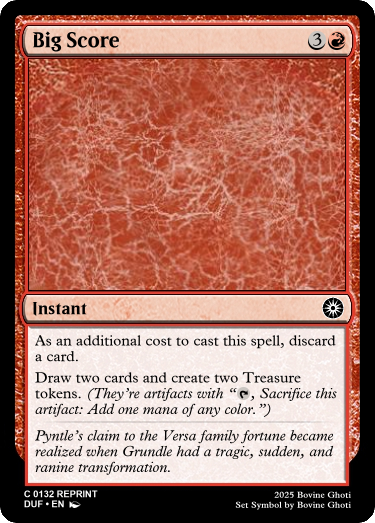 Big Score 3
Instant
As an additional cost to cast this spell, discard
a card.
Draw two cards and create two Treasure
tokens. (They're artifacts with “, Sacrifice this
artifact: Add one mana of any color.”)
Pyntle's claim to the Versa family fortune became
realized when Grundle had a tragic, sudden, and
ranine transformation.
C 0132 REPRINT
DUF • EN
2025 Bovine Ghoti
Set Symbol by Bovine Ghoti